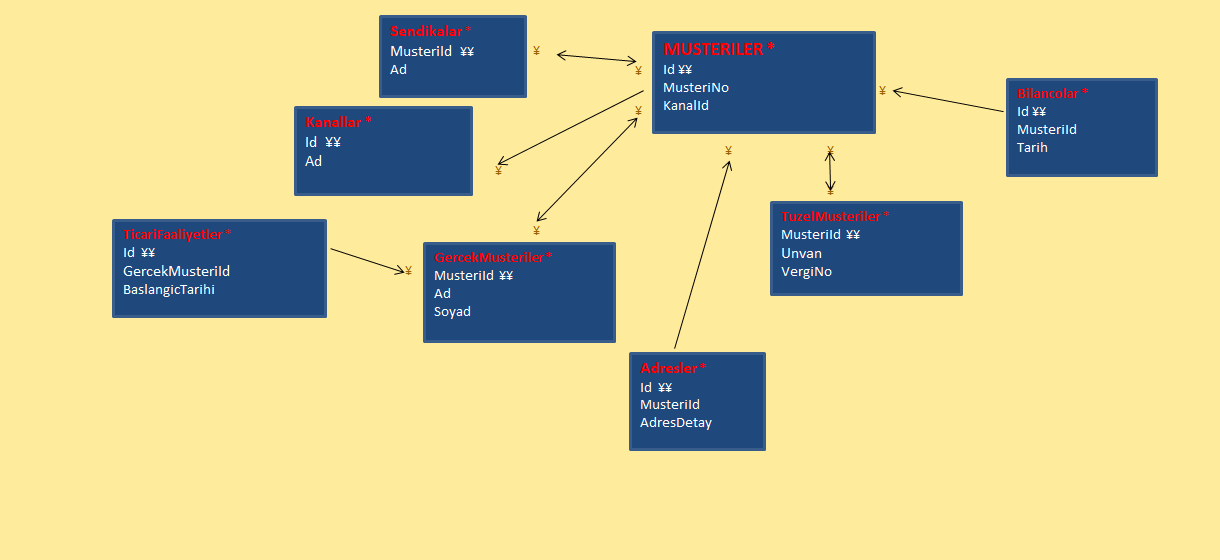 Sendikalar *
MusteriId ¥¥
Ad
¥
¥
MUSTERILER *
Id ¥¥
MusteriNo
KanalId
¥
Bilancolar *
Id ¥¥
MusteriId
Tarih
Kanallar *
Id ¥¥
Ad
¥
¥
¥
¥
¥
TuzelMusteriler *
MusteriId ¥¥
Unvan
VergiNo
TicariFaaliyetler *
Id ¥¥
GercekMusteriId
BaslangicTarihi
¥
¥
GercekMusteriler *
MusteriId ¥¥
Ad
Soyad
Adresler *
Id ¥¥
MusteriId
AdresDetay